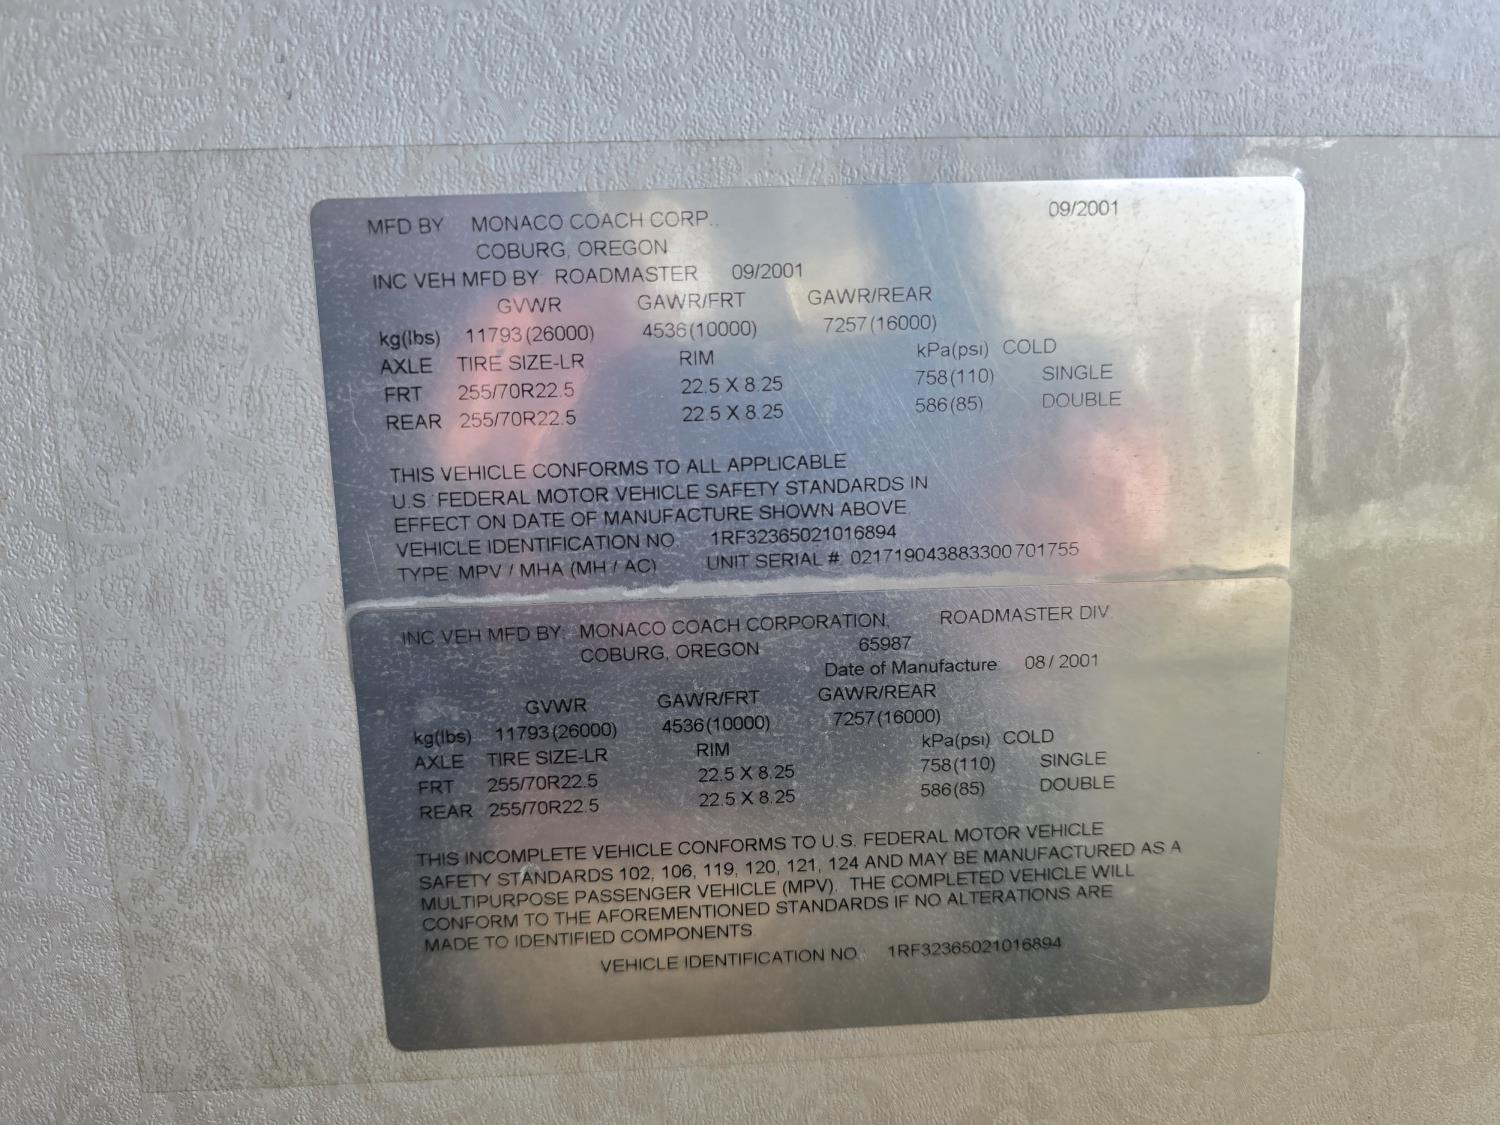 MFD BY MONACO COACH CORP. 09/2001
COBURG, OREGON
INC VEH MFD BY: ROADMASTER 09/2001
GVWR GAWR/FRT GAWR/REAR
kg(lbs) 11793(26000) 4536(10000) 7257(16000)
AXLE TIRE SIZE-LR RIM kPa(psi) COLD
FRT 255/70R22.5 22.5 X 8.25 758(110) SINGLE
REAR 255/70R22.5 22.5 X 8.25 586(85) DOUBLE
THIS VEHICLE CONFORMS TO ALL APPLICABLE
U.S. FEDERAL MOTOR VEHICLE SAFETY STANDARDS IN
EFFECT ON DATE OF MANUFACTURE SHOWN ABOVE.
VEHICLE IDENTIFICATION NO. 1RF32365021016894
TYPE MPV / MHA (MH / AC) UNIT SERIAL #: 021719043883300701755
INC VEH MFD BY: MONACO COACH CORPORATION, ROADMASTER DIV.
COBURG, OREGON 65987
Date of Manufacture: 08/2001
GVWR GAWR/FRT GAWR/REAR
kg(lbs) 11793(26000) 4536(10000) 7257(16000)
AXLE TIRE SIZE-LR RIM kPa(psi) COLD
FRT 255/70R22.5 22.5 X 8.25 758(110) SINGLE
REAR 255/70R22.5 22.5 X 8.25 586(85) DOUBLE
THIS INCOMPLETE VEHICLE CONFORMS TO U.S. FEDERAL MOTOR VEHICLE
SAFETY STANDARDS 102, 106, 119, 120, 121, 124 AND MAY BE MANUFACTURED AS A
MULTIPURPOSE PASSENGER VEHICLE (MPV). THE COMPLETED VEHICLE WILL
CONFORM TO THE AFOREMENTIONED STANDARDS IF NO ALTERATIONS ARE
MADE TO IDENTIFIED COMPONENTS.
VEHICLE IDENTIFICATION NO. 1RF32365021016894